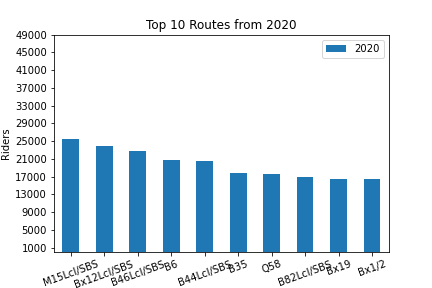 Top 10 Routes from 2020
2020
Riders
49000
45000
41000
37000
33000
29000
25000
21000
17000
13000
9000
5000
1000
M15Lcl/SBS
Bx12Lcl/SBS
B46Lcl/SBS
B6
B44Lcl/SBS
B35
Q58
B82Lcl/SBS
Bx19
Bx1/2